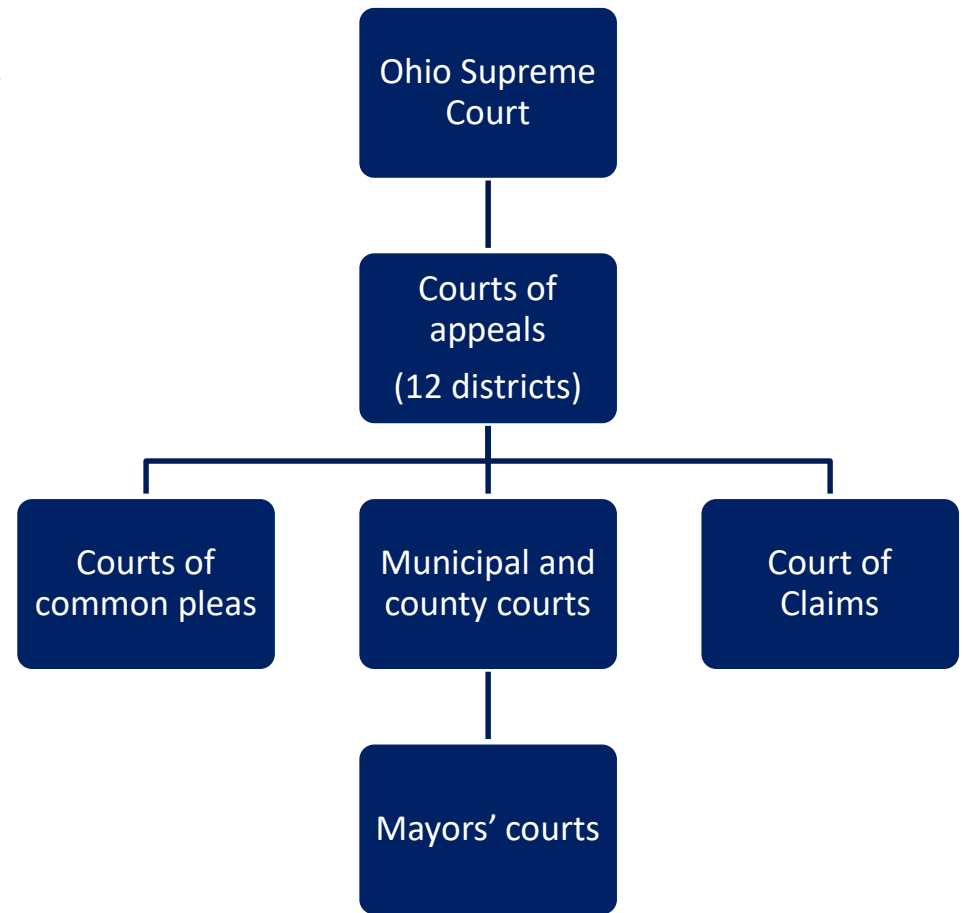 Ohio Supreme
Court
Courts of
appeals
(12 districts)
Courts of
common pleas
Municipal and
county courts
Court of
Claims
Mayors’ courts